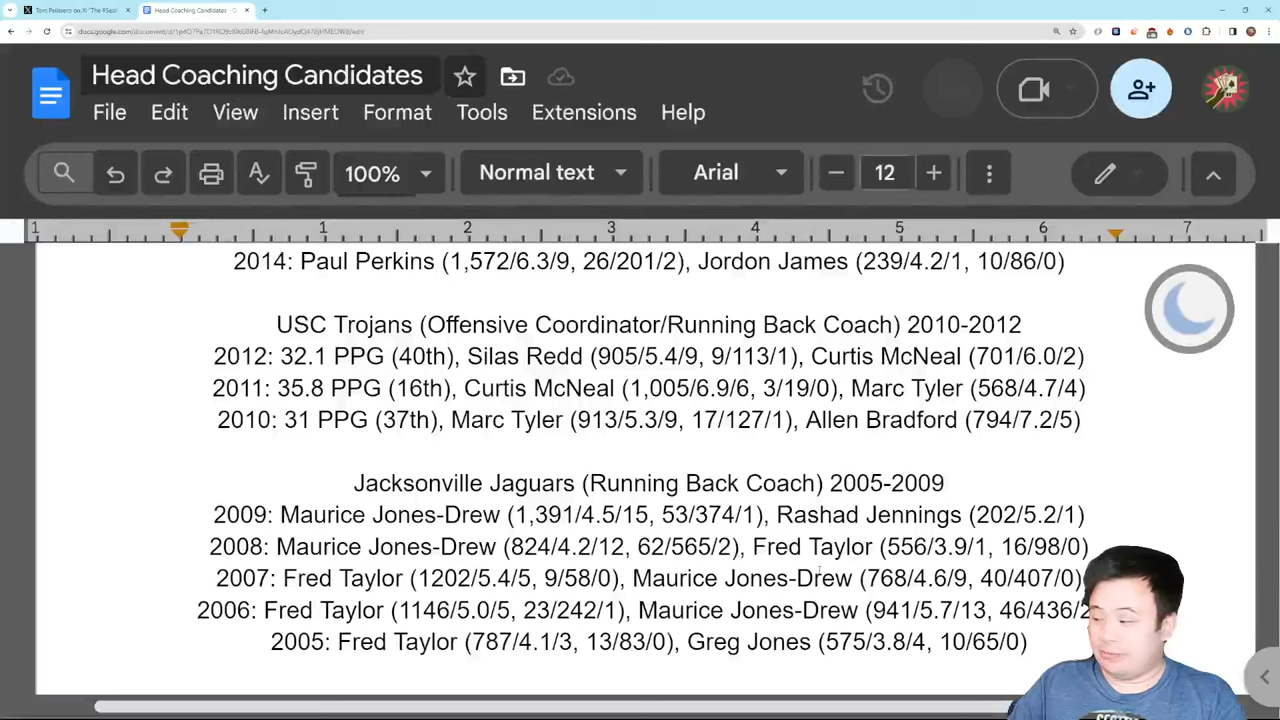 Head Coaching Candidates
File Edit View Insert Format Tools Extensions Help
100% Normal text Arial 12
1 1 2 3 4 5 6 7
2014: Paul Perkins (1,572/6.3/9, 26/201/2), Jordon James (239/4.2/1, 10/86/0)
USC Trojans (Offensive Coordinator/Running Back Coach) 2010-2012
2012: 32.1 PPG (40th), Silas Redd (905/5.4/9, 9/113/1), Curtis McNeal (701/6.0/2)
2011: 35.8 PPG (16th), Curtis McNeal (1,005/6.9/6, 3/19/0), Marc Tyler (568/4.7/4)
2010: 31 PPG (37th), Marc Tyler (913/5.3/9, 17/127/1), Allen Bradford (794/7.2/5)
Jacksonville Jaguars (Running Back Coach) 2005-2009
2009: Maurice Jones-Drew (1,391/4.5/15, 53/374/1), Rashad Jennings (202/5.2/1)
2008: Maurice Jones-Drew (824/4.2/12, 62/565/2), Fred Taylor (556/3.9/1, 16/98/0)
2007: Fred Taylor (1202/5.4/5, 9/58/0), Maurice Jones-Drew (768/4.6/9, 40/407/0)
2006: Fred Taylor (1146/5.0/5, 23/242/1), Maurice Jones-Drew (941/5.7/13, 46/436/2
2005: Fred Taylor (787/4.1/3, 13/83/0), Greg Jones (575/3.8/4, 10/65/0)